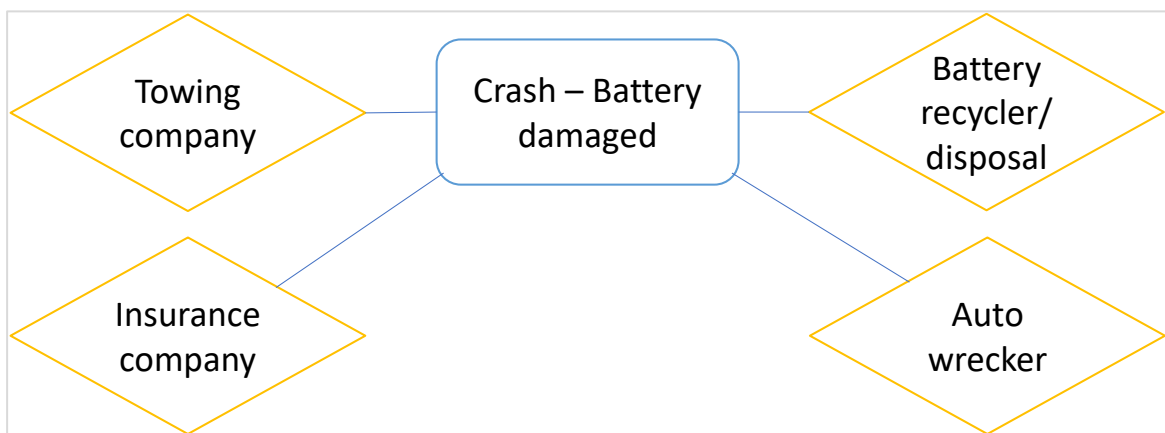 Towing
company
Crash – Battery
damaged
Battery
recycler/
disposal
Insurance
company
Auto
wrecker